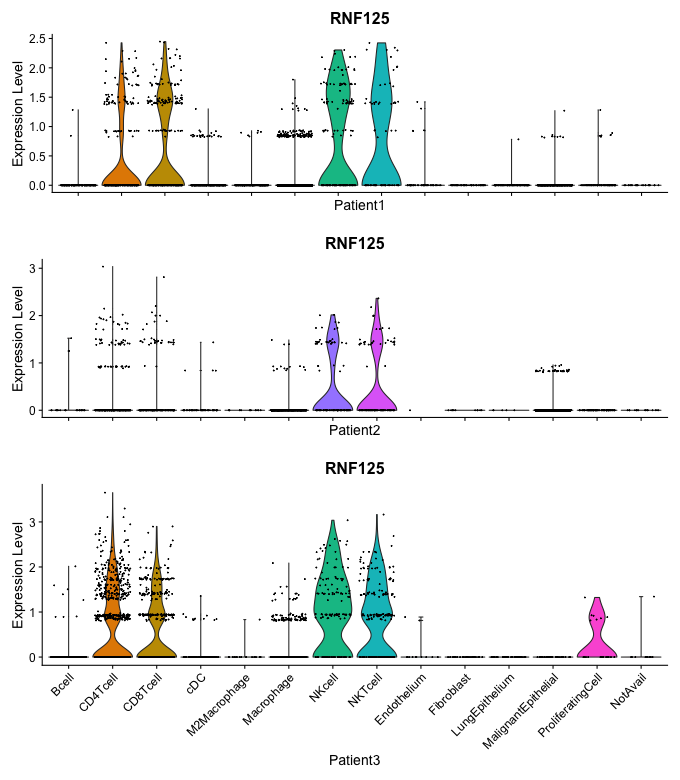 RNF125
Expression Level
2.5
2.0
1.5
1.0
0.5
0.0
Patient1
RNF125
Expression Level
3
2
1
0
Patient2
RNF125
Expression Level
3
2
1
0
Bcell
CD4Tcell
CD8Tcell
cDC
M2Macrophage
Macrophage
NKcell
NKTcell
Endothelium
Fibroblast
LungEpithelium
MalignantEpithelial
ProliferatingCell
NotAvail
Patient3